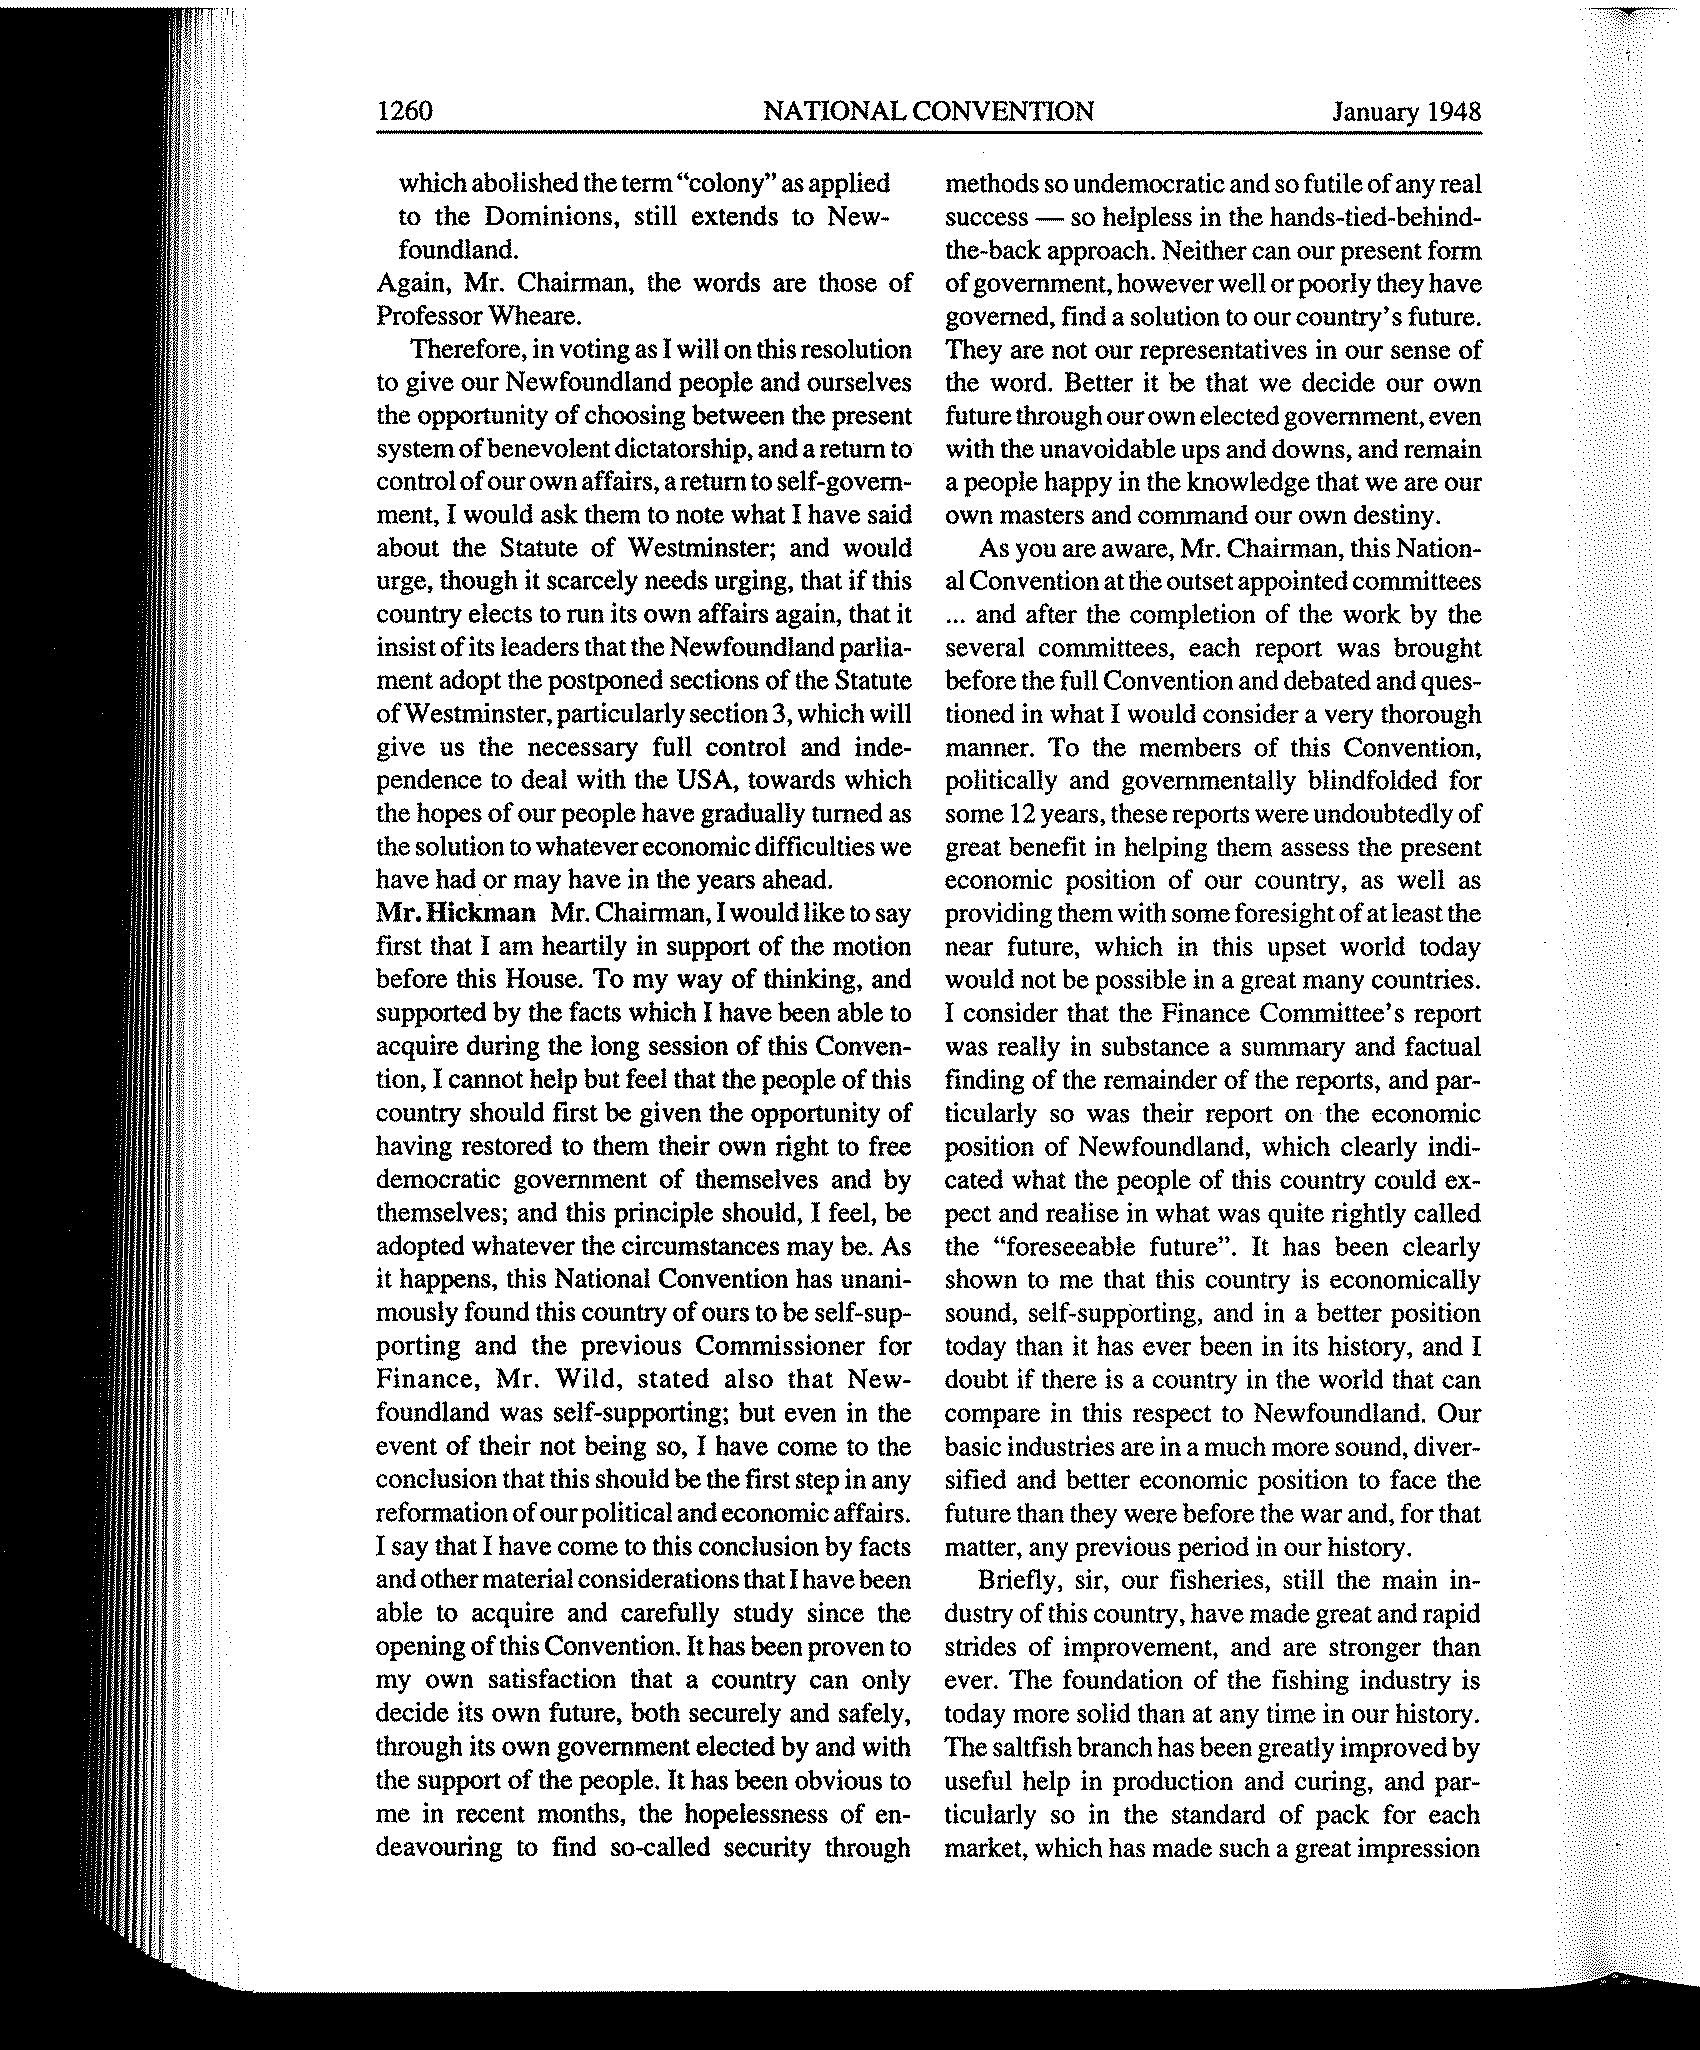 1260 NATIONAL CONVENTION January 1948
which abolished the term “colony” as applied
to the Dominions, still extends to New-
foundland.
Again, Mr. Chairman, the words are those of
Professor Wheare.
Therefore, in voting as I will on this resolution
to give our Newfoundland people and ourselves
the opportunity of choosing between the present
system of benevolent dictatorship, and a return to
control of our own affairs, a return to self-govern-
ment, I would ask them to note what I have said
about the Statute of Westminster; and would
urge, though it scarcely needs urging, that if this
country elects to run its own affairs again, that it
insist of its leaders that the Newfoundland parlia-
ment adopt the postponed sections of the Statute
of Westminster, particularly section 3, which will
give us the necessary full control and inde-
pendence to deal with the USA, towards which
the hopes of our people have gradually turned as
the solution to whatever economic difficulties we
have had or may have in the years ahead.
Mr. Hickman Mr. Chairman, I would like to say
first that I am heartily in support of the motion
before this House. To my way of thinking, and
supported by the facts which I have been able to
acquire during the long session of this Conven-
tion, I cannot help but feel that the people of this
country should first be given the opportunity of
having restored to them their own right to free
democratic government of themselves and by
themselves; and this principle should, I feel, be
adopted whatever the circumstances may be. As
it happens, this National Convention has unani-
mously found this country of ours to be self-sup-
porting and the previous Commissioner for
Finance, Mr. Wild, stated also that New-
foundland was self-supporting; but even in the
event of their not being so, I have come to the
conclusion that this should be the first step in any
reformation of our political and economic affairs.
I say that I have come to this conclusion by facts
and other material considerations that I have been
able to acquire and carefully study since the
opening of this Convention. It has been proven to
my own satisfaction that a country can only
decide its own future, both securely and safely,
through its own government elected by and with
the support of the people. It has been obvious to
me in recent months, the hopelessness of en-
deavouring to find so-called security through
methods so undemocratic and so futile of any real
success — so helpless in the hands-tied-behind-
the-back approach. Neither can our present form
of government, however well or poorly they have
governed, find a solution to our country's future.
They are not our representatives in our sense of
the word. Better it be that we decide our own
future through our own elected government, even
with the unavoidable ups and downs, and remain
a people happy in the knowledge that we are our
own masters and command our own destiny.
As you are aware, Mr. Chairman, this Nation-
al Convention at the outset appointed committees
... and after the completion of the work by the
several committees, each report was brought
before the full Convention and debated and ques-
tioned in what I would consider a very thorough
manner. To the members of this Convention,
politically and governmentally blindfolded for
some 12 years, these reports were undoubtedly of
great benefit in helping them assess the present
economic position of our country, as well as
providing them with some foresight of at least the
near future, which in this upset world today
would not be possible in a great many countries.
I consider that the Finance Committee's report
was really in substance a summary and factual
finding of the remainder of the reports, and par-
ticularly so was their report on the economic
position of Newfoundland, which clearly indi-
cated what the people of this country could ex-
pect and realise in what was quite rightly called
the “foreseeable future”. It has been clearly
shown to me that this country is economically
sound, self-supporting, and in a better position
today than it has ever been in its history, and I
doubt if there is a country in the world that can
compare in this respect to Newfoundland. Our
basic industries are in a much more sound, diver-
sified and better economic position to face the
future than they were before the war and, for that
matter, any previous period in our history.
Briefly, sir, our fisheries, still the main in-
dustry of this country, have made great and rapid
strides of improvement, and are stronger than
ever. The foundation of the fishing industry is
today more solid than at any time in our history.
The saltfish branch has been greatly improved by
useful help in production and curing, and par-
ticularly so in the standard of pack for each
market, which has made such a great impression